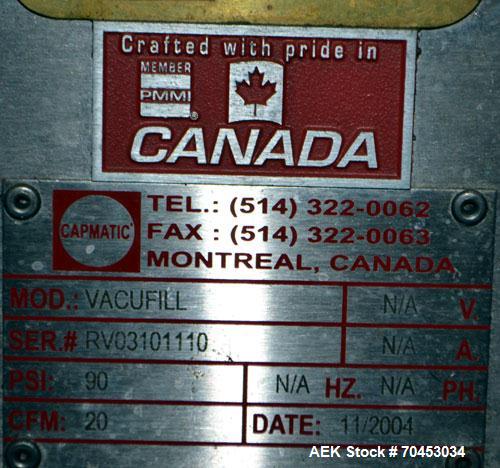 Crafted with pride in
MEMBER
PMMI
®
CANADA
CAPMATIC
TEL.: (514) 322-0062
FAX : (514) 322-0063
MONTREAL, CANADA
MOD.: VACUFILL N/A V.
SER.# RV03101110 N/A A.
PSI: 90 N/A HZ. N/A PH.
CFM: 20 DATE: 11/2004
AEK Stock # 70453034